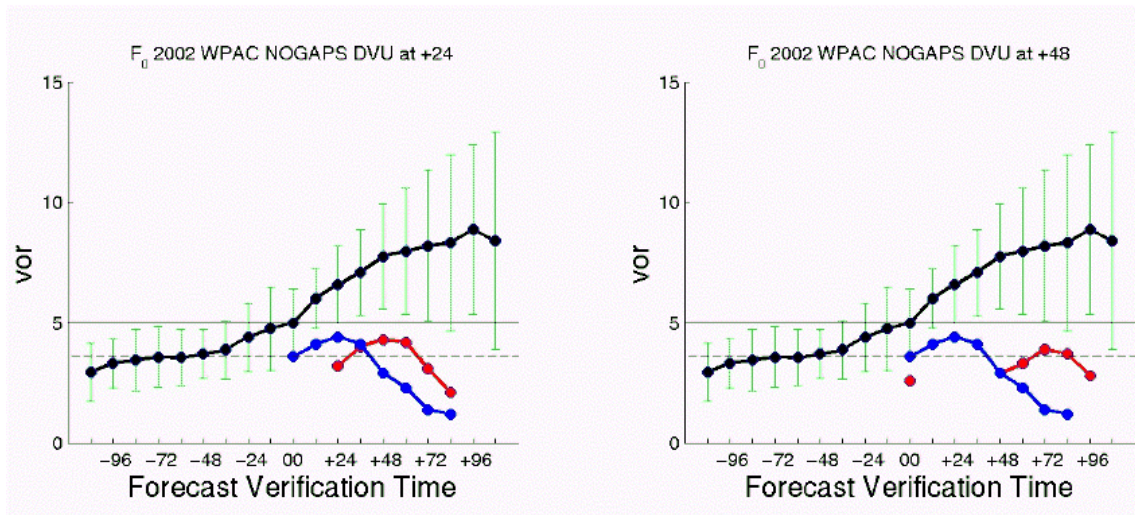 F0 2002 WPAC NOGAPS DVU at +24
15
10
5
0
vor
−96 −72 −48 −24 00 +24 +48 +72 +96
Forecast Verification Time
F0 2002 WPAC NOGAPS DVU at +48
15
10
5
0
vor
−96 −72 −48 −24 00 +24 +48 +72 +96
Forecast Verification Time